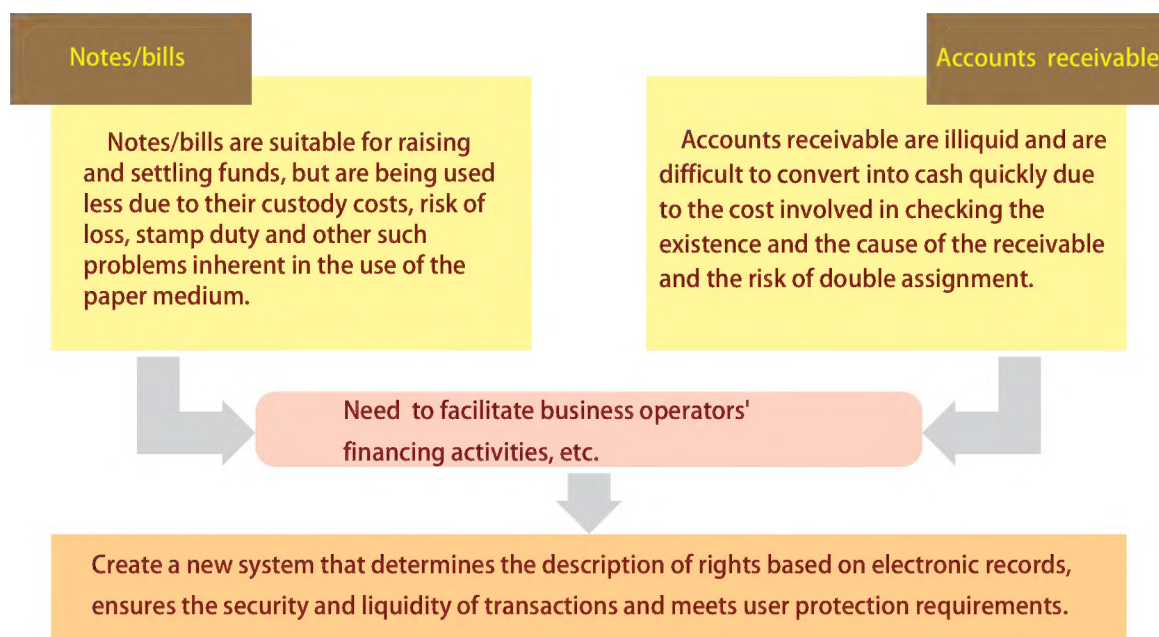 Notes/bills
Notes/bills are suitable for raising
and settling funds, but are being used
less due to their custody costs, risk of
loss, stamp duty and other such
problems inherent in the use of the
paper medium.
Accounts receivable
Accounts receivable are illiquid and are
difficult to convert into cash quickly due
to the cost involved in checking the
existence and the cause of the receivable
and the risk of double assignment.
Need to facilitate business operators'
financing activities, etc.
Create a new system that determines the description of rights based on electronic records,
ensures the security and liquidity of transactions and meets user protection requirements.